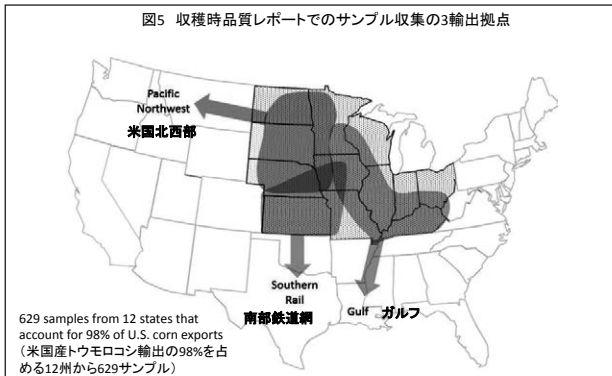 図5 収穫時品質レポートでのサンプル収集の3輸出拠点
Pacific
Northwest
米国北西部
Southern
Rail
南部鉄道網
Gulf ガルフ
629 samples from 12 states that
account for 98% of U.S. corn exports
（米国産トウモロコシ輸出の98%を占
める12州から629サンプル）